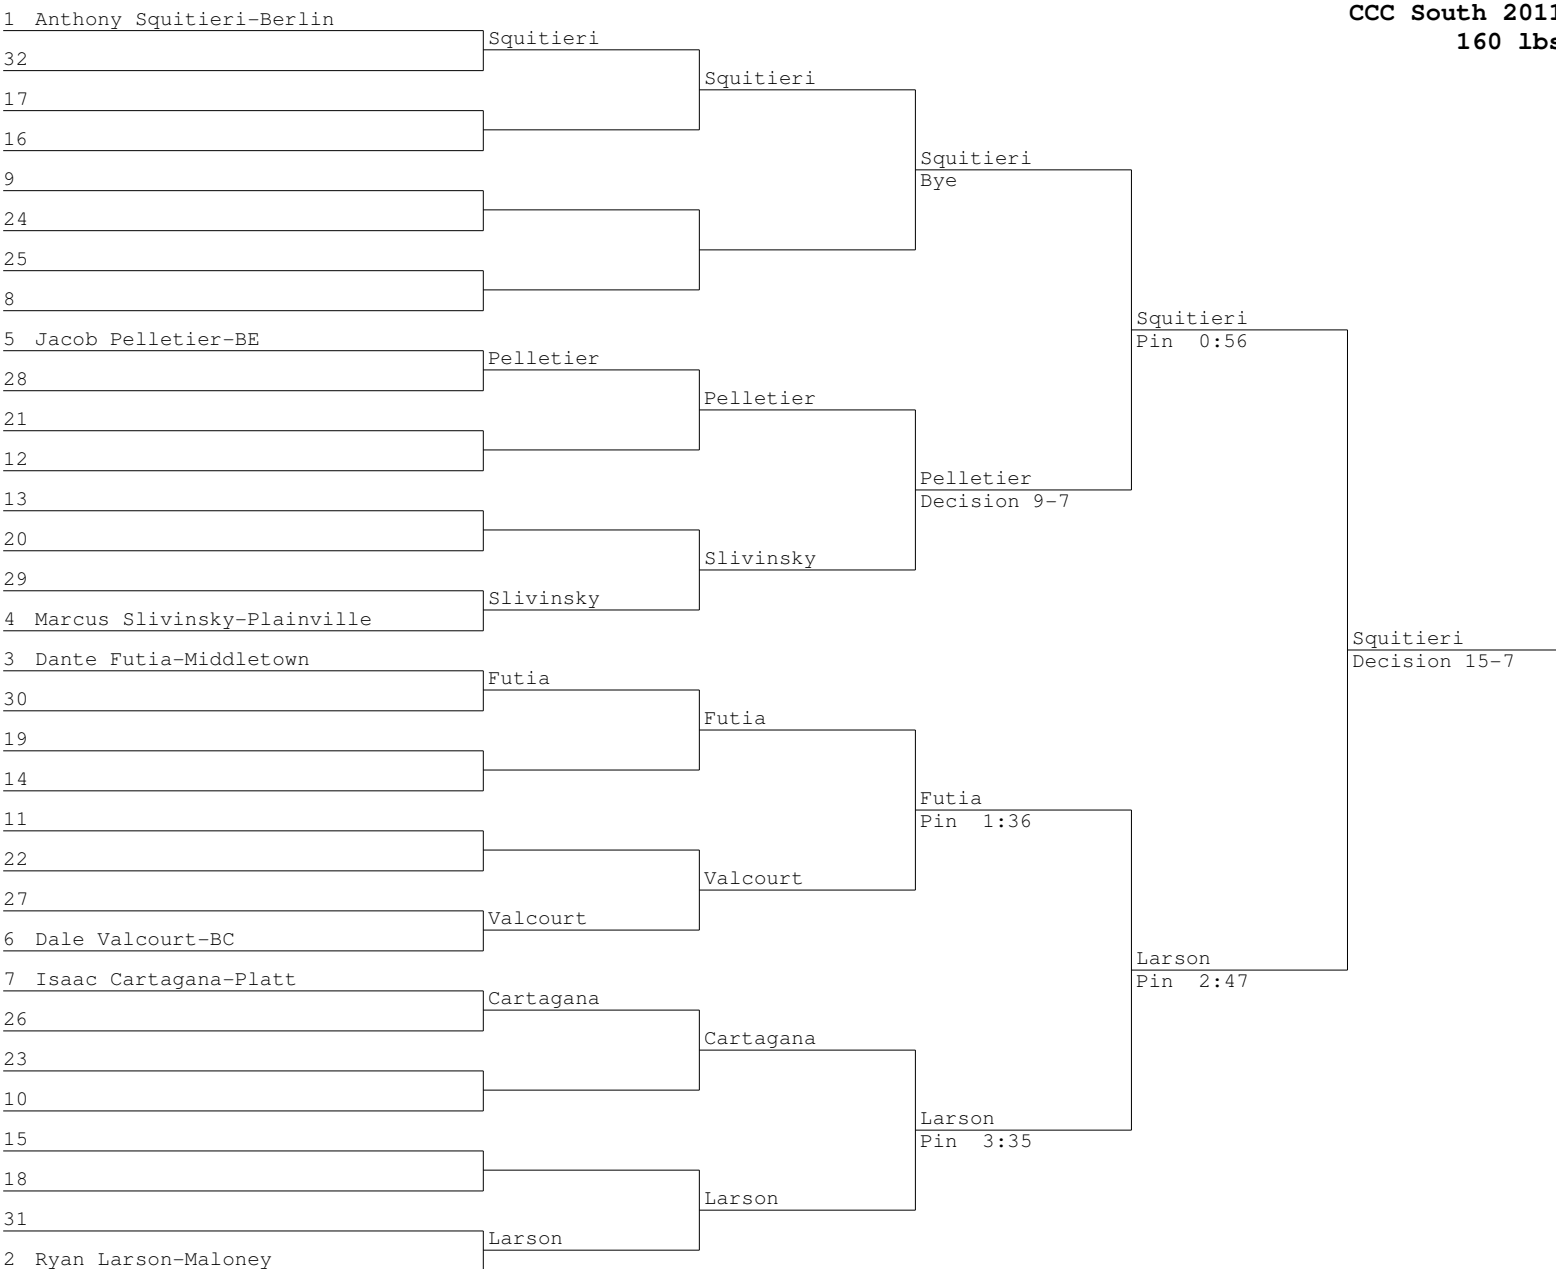 CCC South 2011
160 lbs
1 Anthony Squitieri-Berlin
32
17
16
9
24
25
8
5 Jacob Pelletier-BE
28
21
12
13
20
29
4 Marcus Slivinsky-Plainville
3 Dante Futia-Middletown
30
19
14
11
22
27
6 Dale Valcourt-BC
7 Isaac Cartagana-Platt
26
23
10
15
18
31
2 Ryan Larson-Maloney
Squitieri
Pelletier
Slivinsky
Futia
Valcourt
Cartagana
Larson
Squitieri
Pelletier
Slivinsky
Futia
Valcourt
Cartagana
Larson
Squitieri
Bye
Pelletier
Decision 9-7
Futia
Pin 1:36
Larson
Pin 3:35
Squitieri
Pin 0:56
Larson
Pin 2:47
Squitieri
Decision 15-7